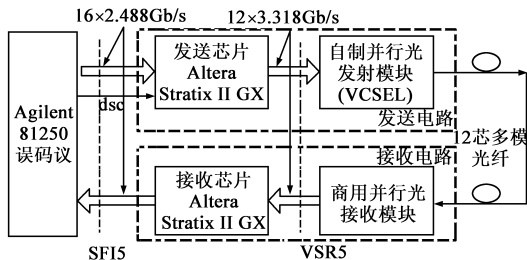 16×2.488Gb/s
12×3.318Gb/s
Agilent
81250
误码议
dsc
发送芯片
Altera
Stratix II GX
自制并行光
发射模块
(VCSEL)
发送电路
12芯多模
光纤
接收电路
接收芯片
Altera
Stratix II GX
商用并行光
接收模块
SFI5
VSR5